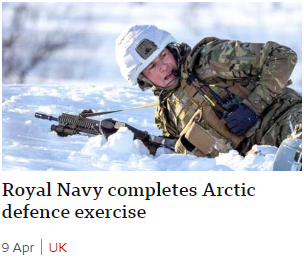 Royal Navy completes Arctic
defence exercise
9 Apr | UK